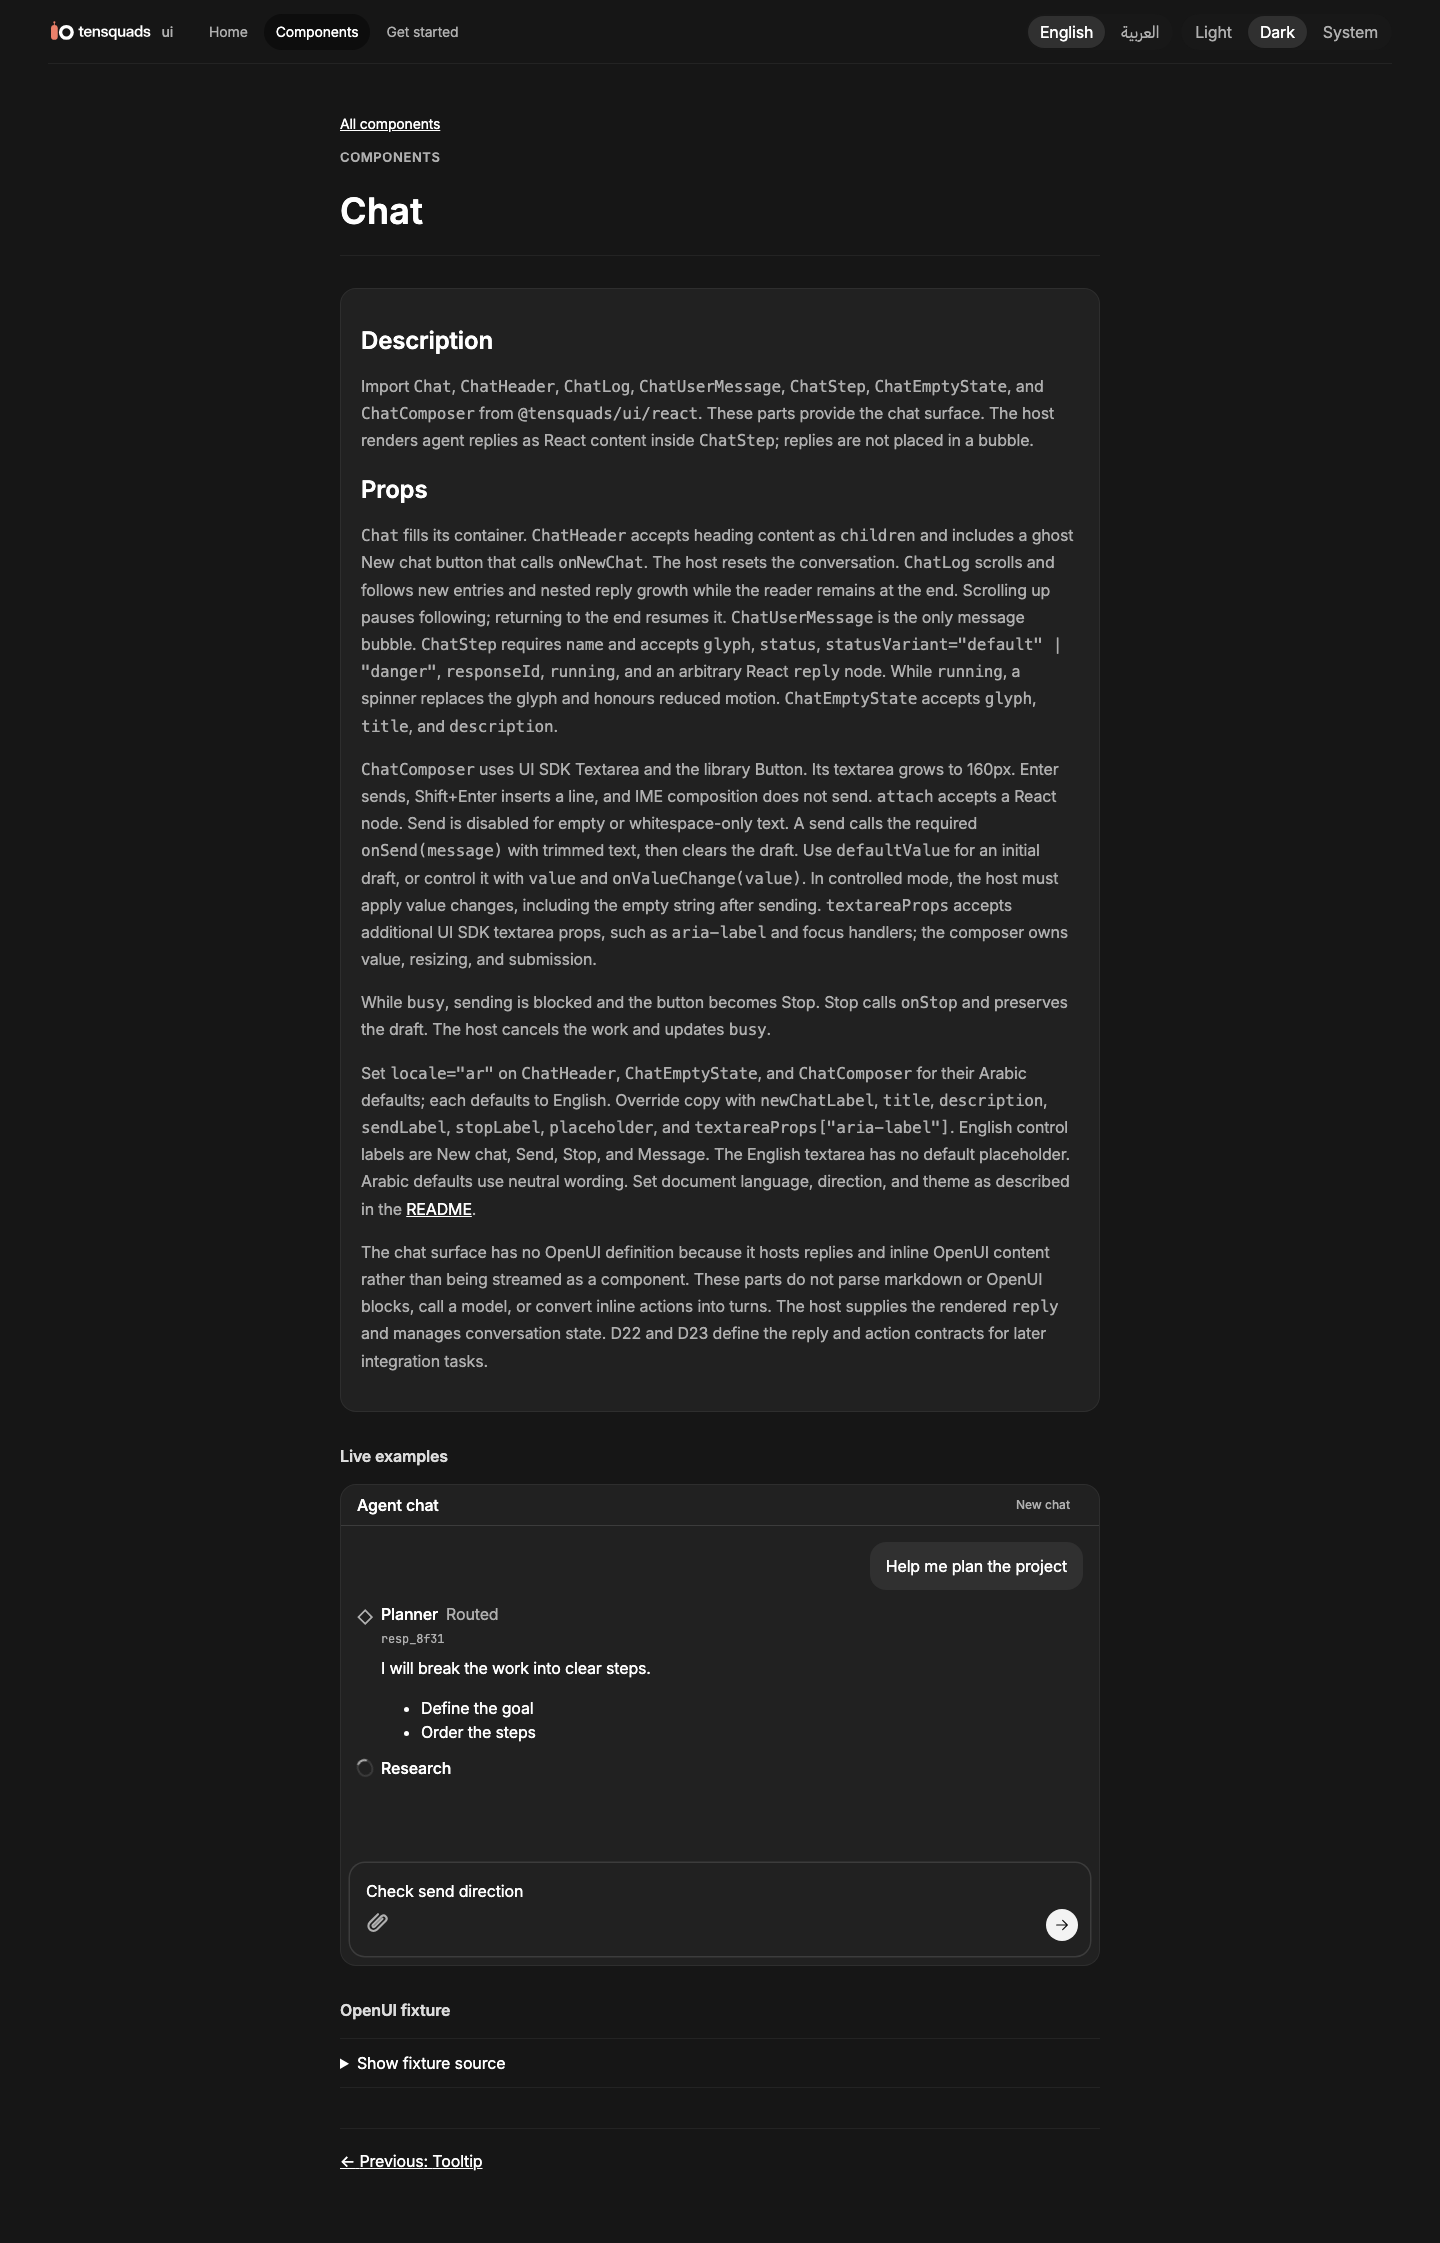 tensquads ui
Home
Components
Get started
English
العربية
Light
Dark
System
All components
COMPONENTS
Chat
Description
Import Chat, ChatHeader, ChatLog, ChatUserMessage, ChatStep, ChatEmptyState, and
ChatComposer from @tensquads/ui/react. These parts provide the chat surface. The host
renders agent replies as React content inside ChatStep; replies are not placed in a bubble.
Props
Chat fills its container. ChatHeader accepts heading content as children and includes a ghost
New chat button that calls onNewChat. The host resets the conversation. ChatLog scrolls and
follows new entries and nested reply growth while the reader remains at the end. Scrolling up
pauses following; returning to the end resumes it. ChatUserMessage is the only message
bubble. ChatStep requires name and accepts glyph, status, statusVariant="default" |
"danger", responseId, running, and an arbitrary React reply node. While running, a
spinner replaces the glyph and honours reduced motion. ChatEmptyState accepts glyph,
title, and description.
ChatComposer uses UI SDK Textarea and the library Button. Its textarea grows to 160px. Enter
sends, Shift+Enter inserts a line, and IME composition does not send. attach accepts a React
node. Send is disabled for empty or whitespace-only text. A send calls the required
onSend(message) with trimmed text, then clears the draft. Use defaultValue for an initial
draft, or control it with value and onValueChange(value). In controlled mode, the host must
apply value changes, including the empty string after sending. textareaProps accepts
additional UI SDK textarea props, such as aria-label and focus handlers; the composer owns
value, resizing, and submission.
While busy, sending is blocked and the button becomes Stop. Stop calls onStop and preserves
the draft. The host cancels the work and updates busy.
Set locale="ar" on ChatHeader, ChatEmptyState, and ChatComposer for their Arabic
defaults; each defaults to English. Override copy with newChatLabel, title, description,
sendLabel, stopLabel, placeholder, and textareaProps["aria-label"]. English control
labels are New chat, Send, Stop, and Message. The English textarea has no default placeholder.
Arabic defaults use neutral wording. Set document language, direction, and theme as described
in the README.
The chat surface has no OpenUI definition because it hosts replies and inline OpenUI content
rather than being streamed as a component. These parts do not parse markdown or OpenUI
blocks, call a model, or convert inline actions into turns. The host supplies the rendered reply
and manages conversation state. D22 and D23 define the reply and action contracts for later
integration tasks.
Live examples
Agent chat
New chat
Help me plan the project
Planner Routed
resp_8f31
I will break the work into clear steps.
• Define the goal
• Order the steps
Research
Check send direction
OpenUI fixture
Show fixture source
← Previous: Tooltip